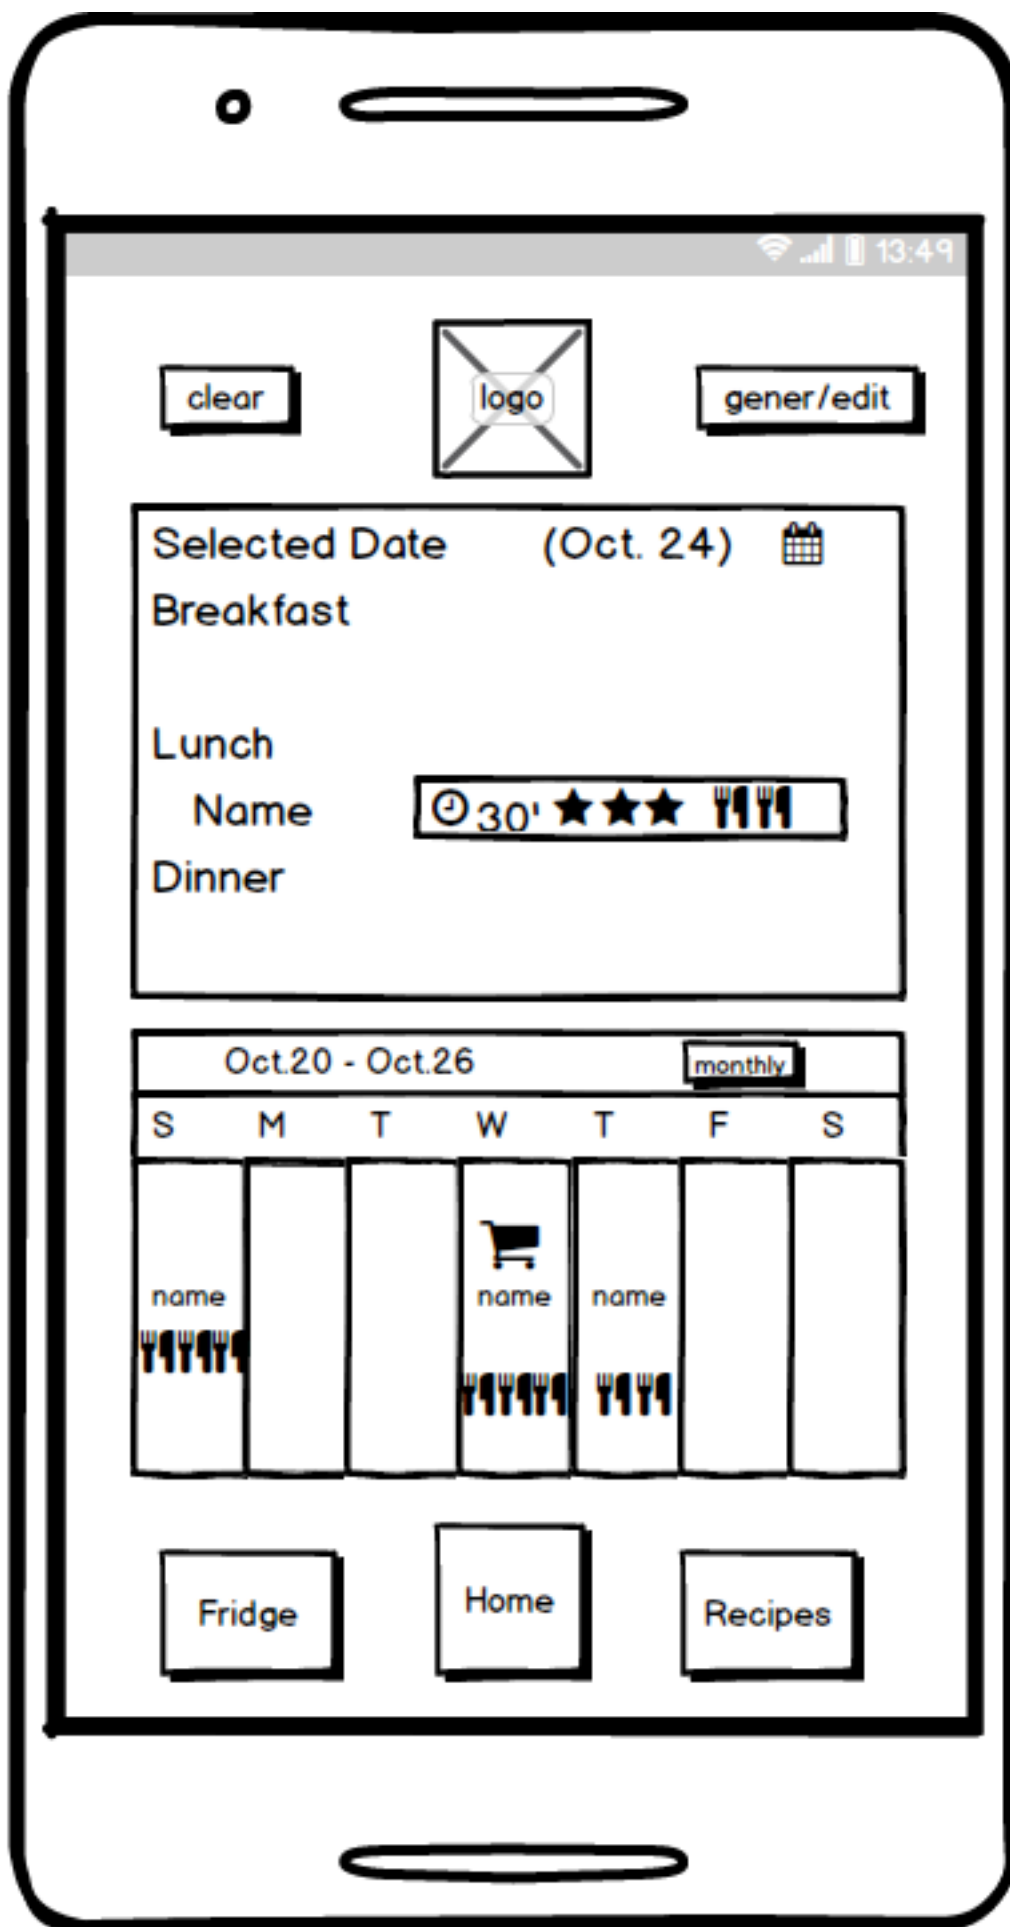 13:49
clear
logo
gener/edit
Selected Date (Oct. 24)
Breakfast
Lunch
Name 30'
Dinner
Oct.20 - Oct.26 monthly
S M T W T F S
name name name
Fridge Home Recipes